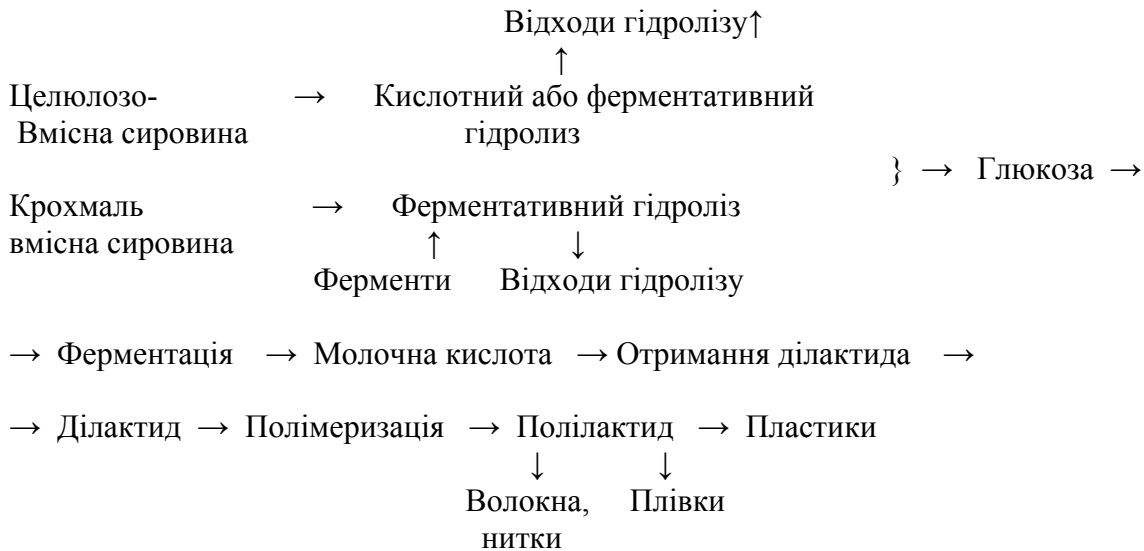 Відходи гідролізу↑
↑
Целюлозо- → Кислотний або ферментативний
Вмісна сировина гідролиз
} → Глюкоза →
Крохмаль → Ферментативний гідроліз
вмісна сировина ↑ ↓
Ферменти Відходи гідролізу
→ Ферментація → Молочна кислота → Отримання ділактида →
→ Ділактид → Полімеризація → Полілактид → Пластики
↓ ↓
Волокна, Плівки
нитки